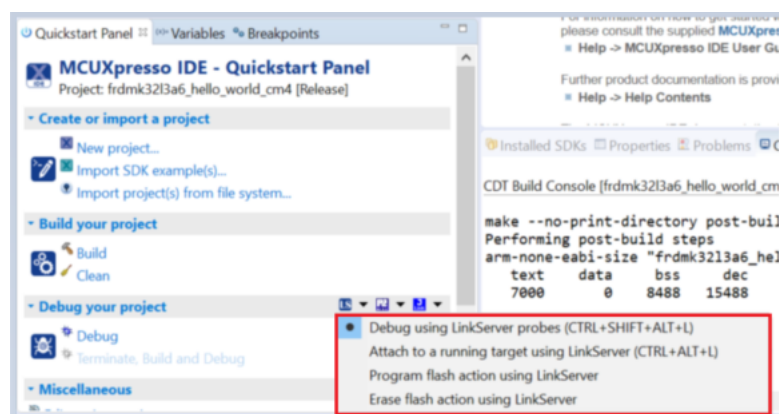 Quickstart Panel Variables Breakpoints
MCUXpresso IDE - Quickstart Panel
IDE
Project: frdmk32l3a6_hello_world_cm4 [Release]
Create or import a project
New project...
Import SDK example(s)...
Import project(s) from file system...
Build your project
Build
Clean
Debug your project
LS
Debug
Terminate, Build and Debug
Miscellaneous
please consult the supplied MCUXpres
Help -> MCUXpresso IDE User Gu
Further product documentation is provi
Help -> Help Contents
Installed SDKs Properties Problems
CDT Build Console [frdmk32l3a6_hello_world_cm
make --no-print-directory post-buil
Performing post-build steps
arm-none-eabi-size "frdmk32l3a6_hel
text data bss dec
7000 0 8488 15488
Debug using LinkServer probes (CTRL+SHIFT+ALT+L)
Attach to a running target using LinkServer (CTRL+ALT+L)
Program flash action using LinkServer
Erase flash action using LinkServer